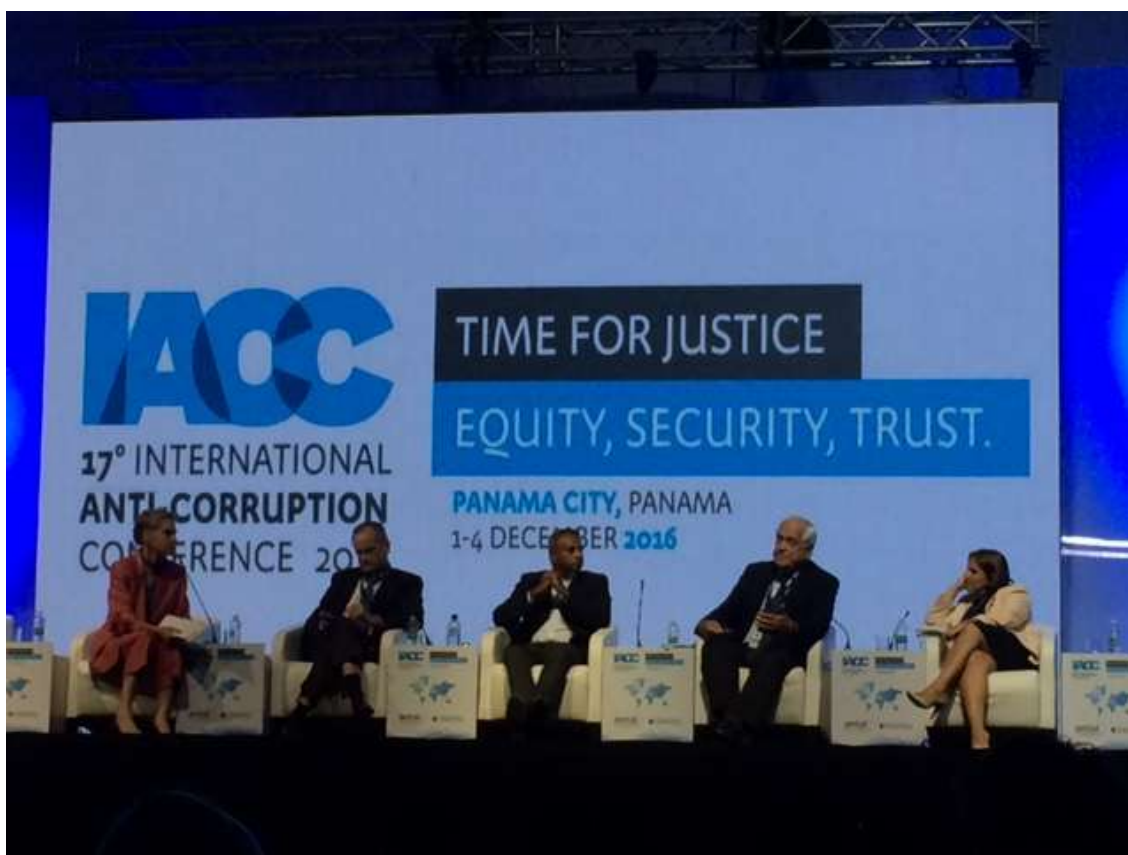 IACC
17° INTERNATIONAL
ANTI-CORRUPTION
CONFERENCE 20
TIME FOR JUSTICE
EQUITY, SECURITY, TRUST.
PANAMA CITY, PANAMA
1-4 DECEMBER 2016
IACC
IACC
IACC